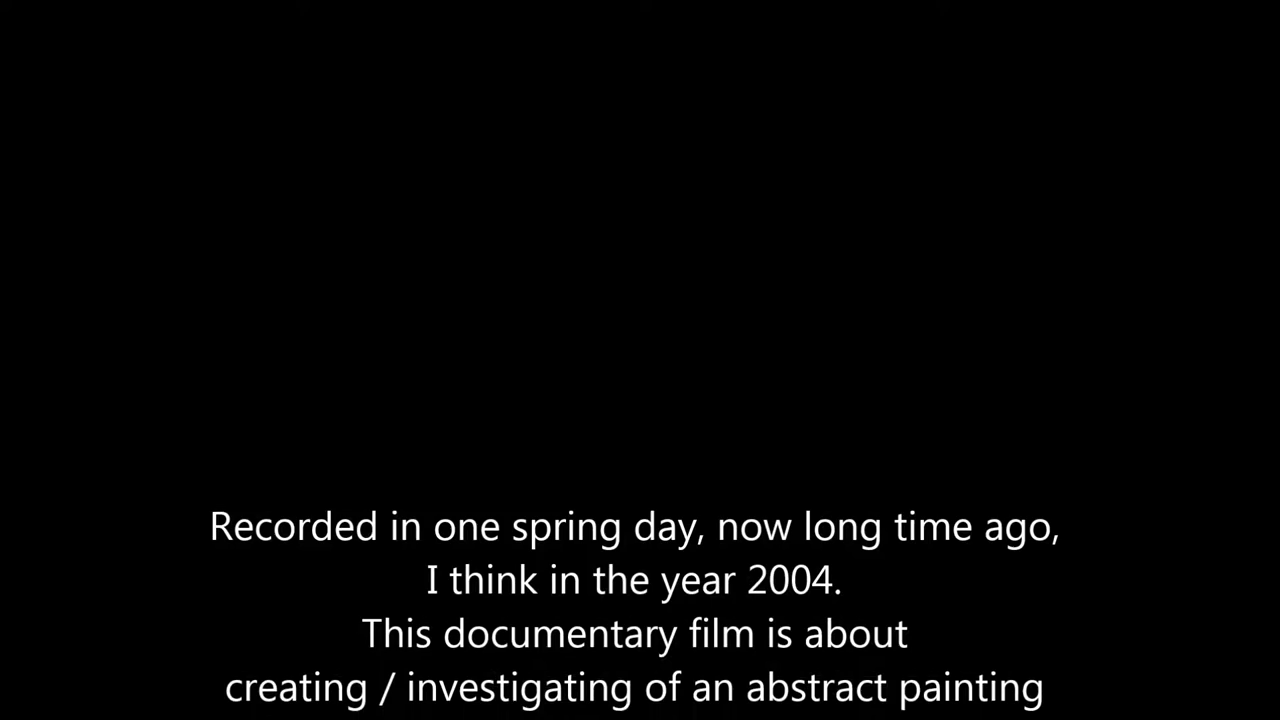 Recorded in one spring day, now long time ago,
I think in the year 2004.
This documentary film is about
creating / investigating of an abstract painting